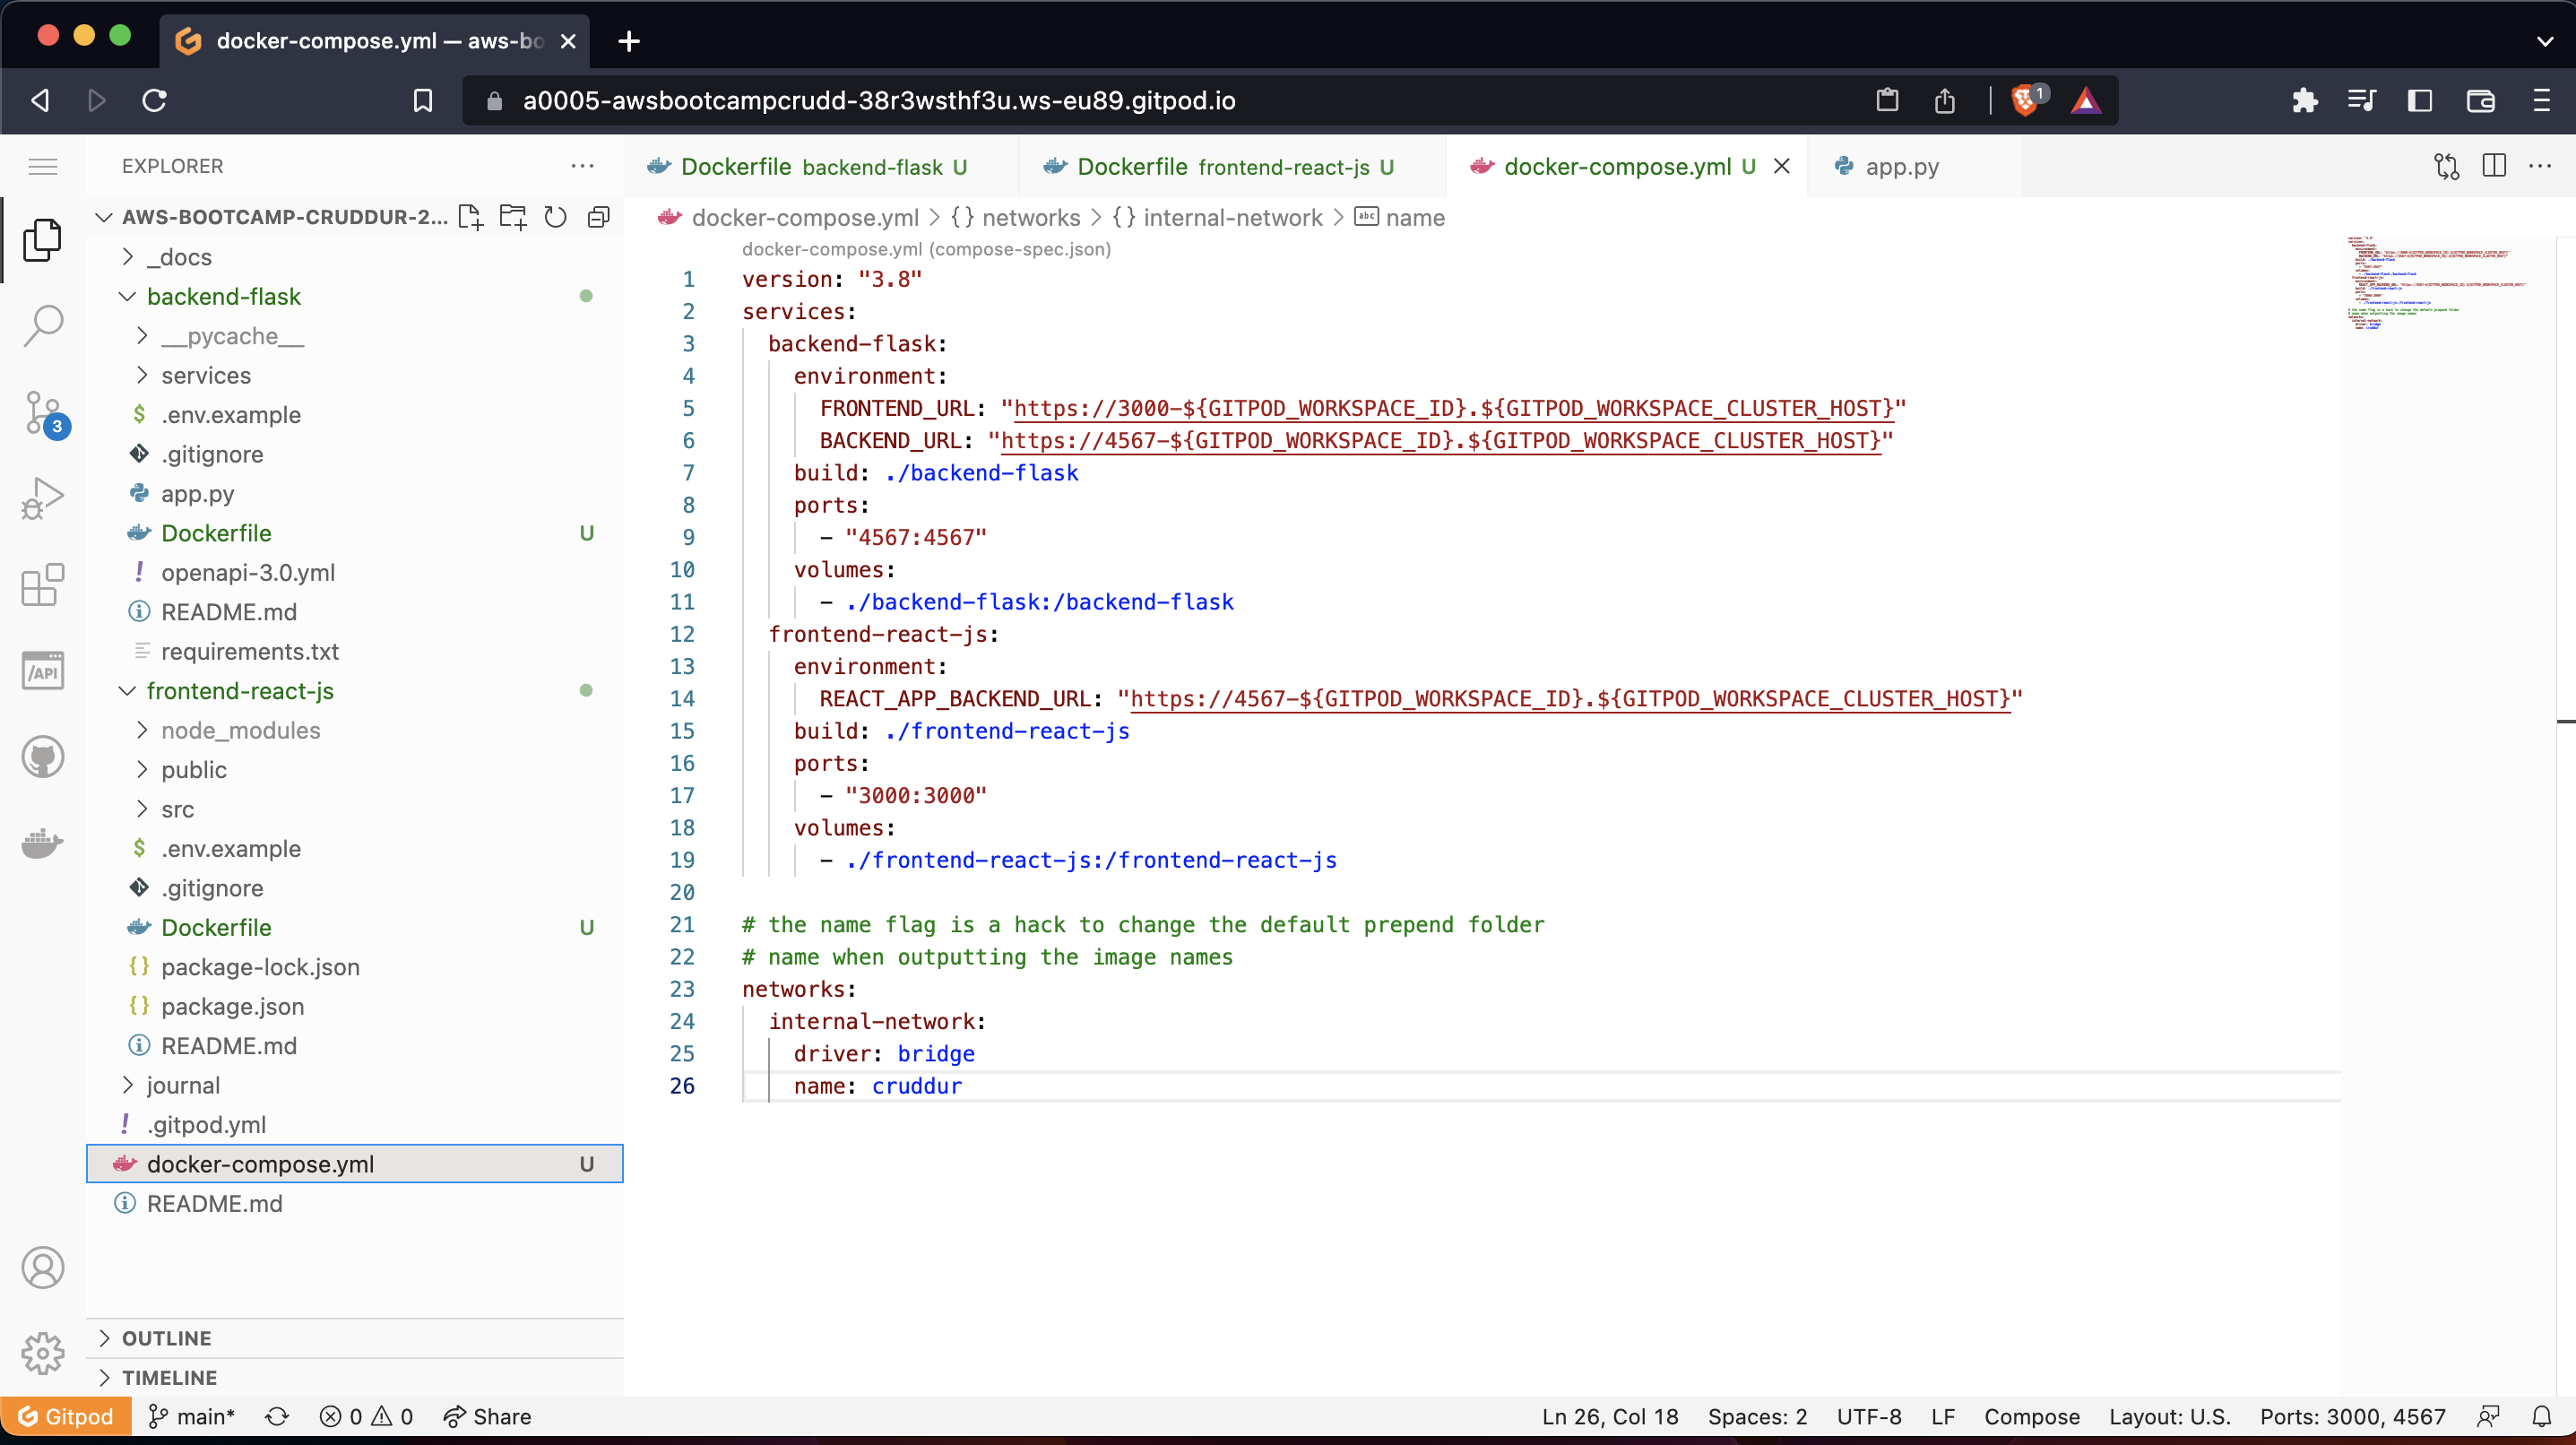 docker-compose.yml — aws-bo
a0005-awsbootcampcrudd-38r3wsthf3u.ws-eu89.gitpod.io
1
EXPLORER
Dockerfile backend-flask U
Dockerfile frontend-react-js U
docker-compose.yml U
app.py
AWS-BOOTCAMP-CRUDDUR-2...
docker-compose.yml > {} networks > {} internal-network > abc name
_docs
backend-flask
__pycache__
services
$ .env.example
.gitignore
app.py
Dockerfile U
! openapi-3.0.yml
README.md
requirements.txt
frontend-react-js
node_modules
public
src
$ .env.example
.gitignore
Dockerfile U
{} package-lock.json
{} package.json
README.md
journal
! .gitpod.yml
docker-compose.yml U
README.md
3
/API
OUTLINE
TIMELINE
docker-compose.yml (compose-spec.json)
1 version: "3.8"
2 services:
3   backend-flask:
4     environment:
5       FRONTEND_URL: "https://3000-${GITPOD_WORKSPACE_ID}.${GITPOD_WORKSPACE_CLUSTER_HOST}"
6       BACKEND_URL: "https://4567-${GITPOD_WORKSPACE_ID}.${GITPOD_WORKSPACE_CLUSTER_HOST}"
7     build: ./backend-flask
8     ports:
9       - "4567:4567"
10     volumes:
11       - ./backend-flask:/backend-flask
12   frontend-react-js:
13     environment:
14       REACT_APP_BACKEND_URL: "https://4567-${GITPOD_WORKSPACE_ID}.${GITPOD_WORKSPACE_CLUSTER_HOST}"
15     build: ./frontend-react-js
16     ports:
17       - "3000:3000"
18     volumes:
19       - ./frontend-react-js:/frontend-react-js
20
21 # the name flag is a hack to change the default prepend folder
22 # name when outputting the image names
23 networks:
24   internal-network:
25     driver: bridge
26     name: cruddur
Gitpod main* 0 0 Share Ln 26, Col 18 Spaces: 2 UTF-8 LF Compose Layout: U.S. Ports: 3000, 4567